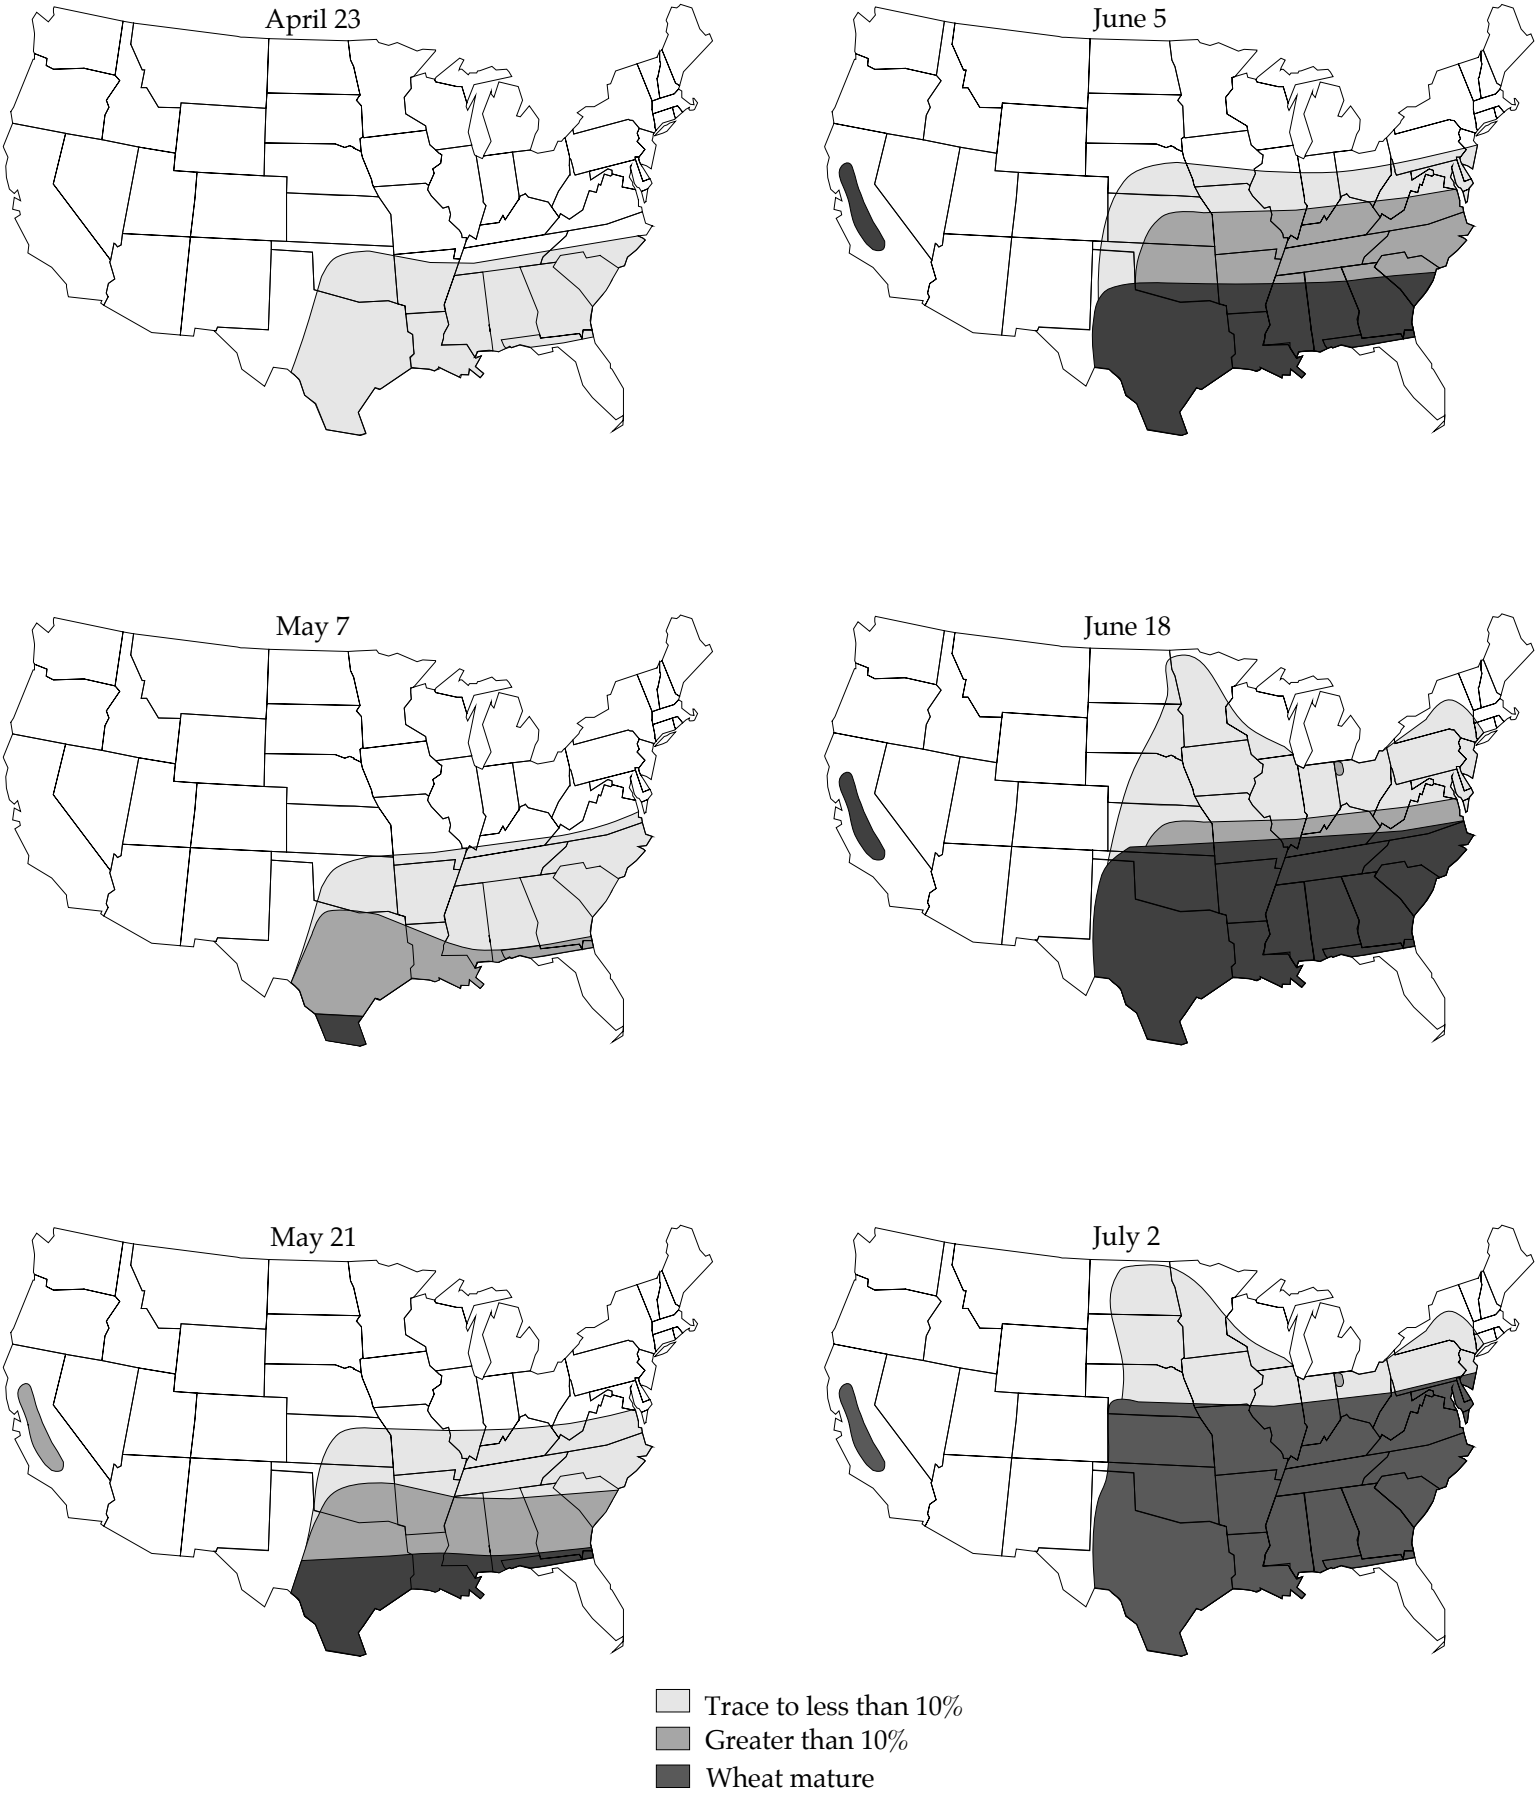 April 23
June 5
May 7
June 18
May 21
July 2
Trace to less than 10%
Greater than 10%
Wheat mature